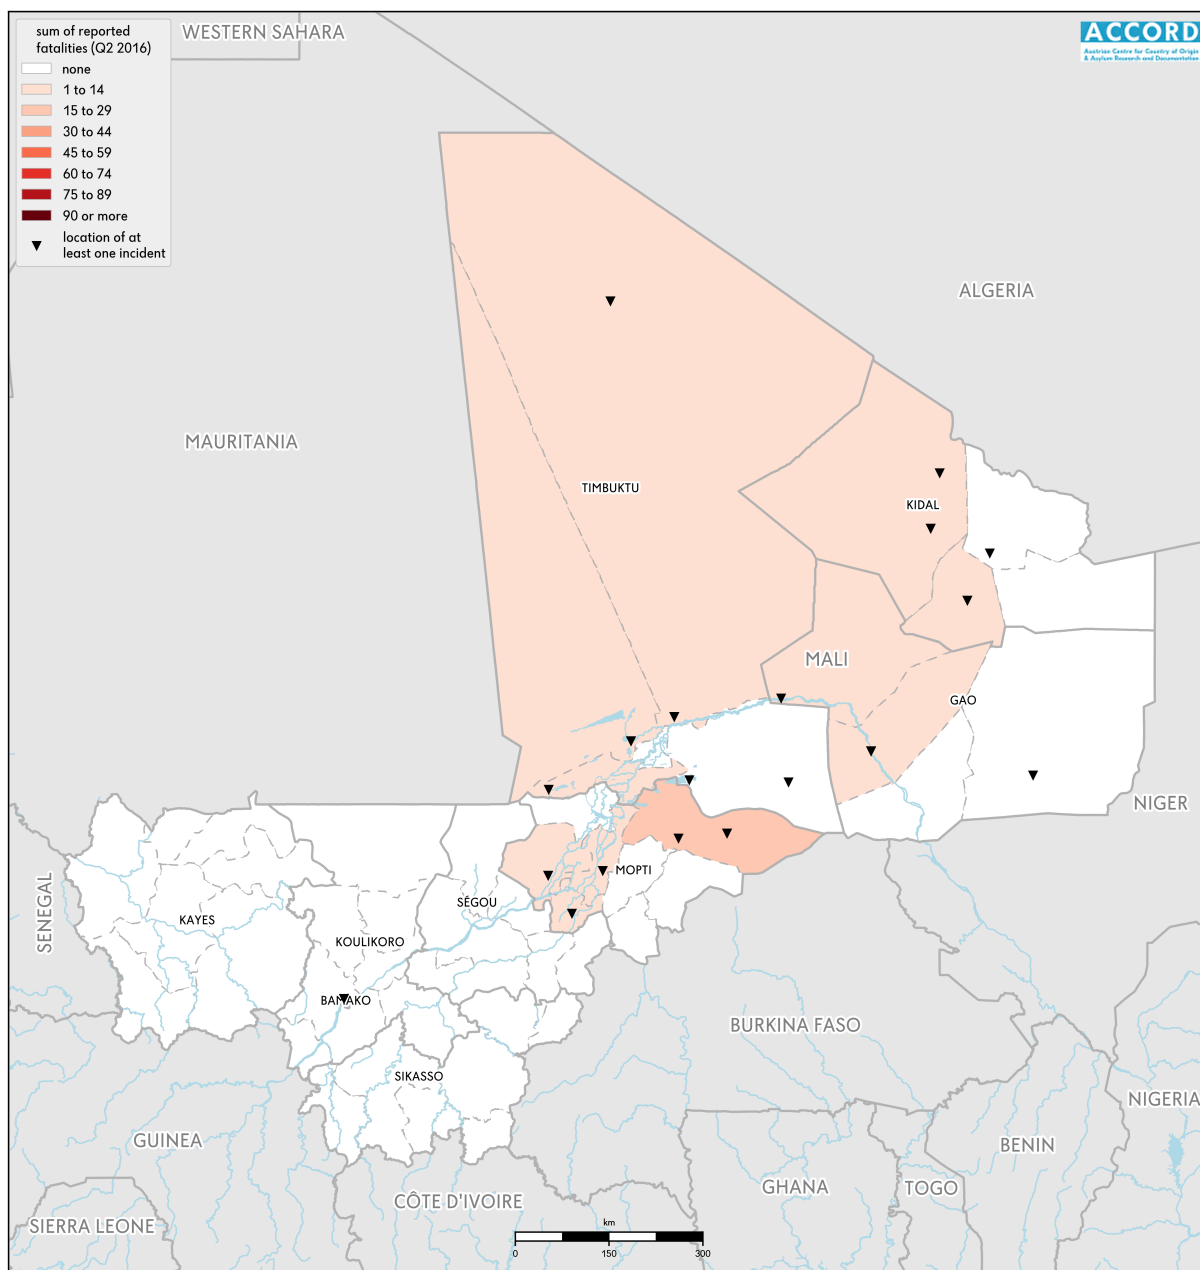 sum of reported
fatalities (Q2 2016)
none
1 to 14
15 to 29
30 to 44
45 to 59
60 to 74
75 to 89
90 or more
location of at
least one incident
WESTERN SAHARA
ACCORD
Austrian Centre for Country of Origin
& Asylum Research and Documentation
ALGERIA
MAURITANIA
TIMBUKTU
KIDAL
MALI
GAO
NIGER
MOPTI
SÉGOU
SENEGAL
KAYES
KOULIKORO
BAMAKO
BURKINA FASO
SIKASSO
NIGERIA
GUINEA
BENIN
GHANA
TOGO
CÔTE D'IVOIRE
SIERRA LEONE
km
0
150
300